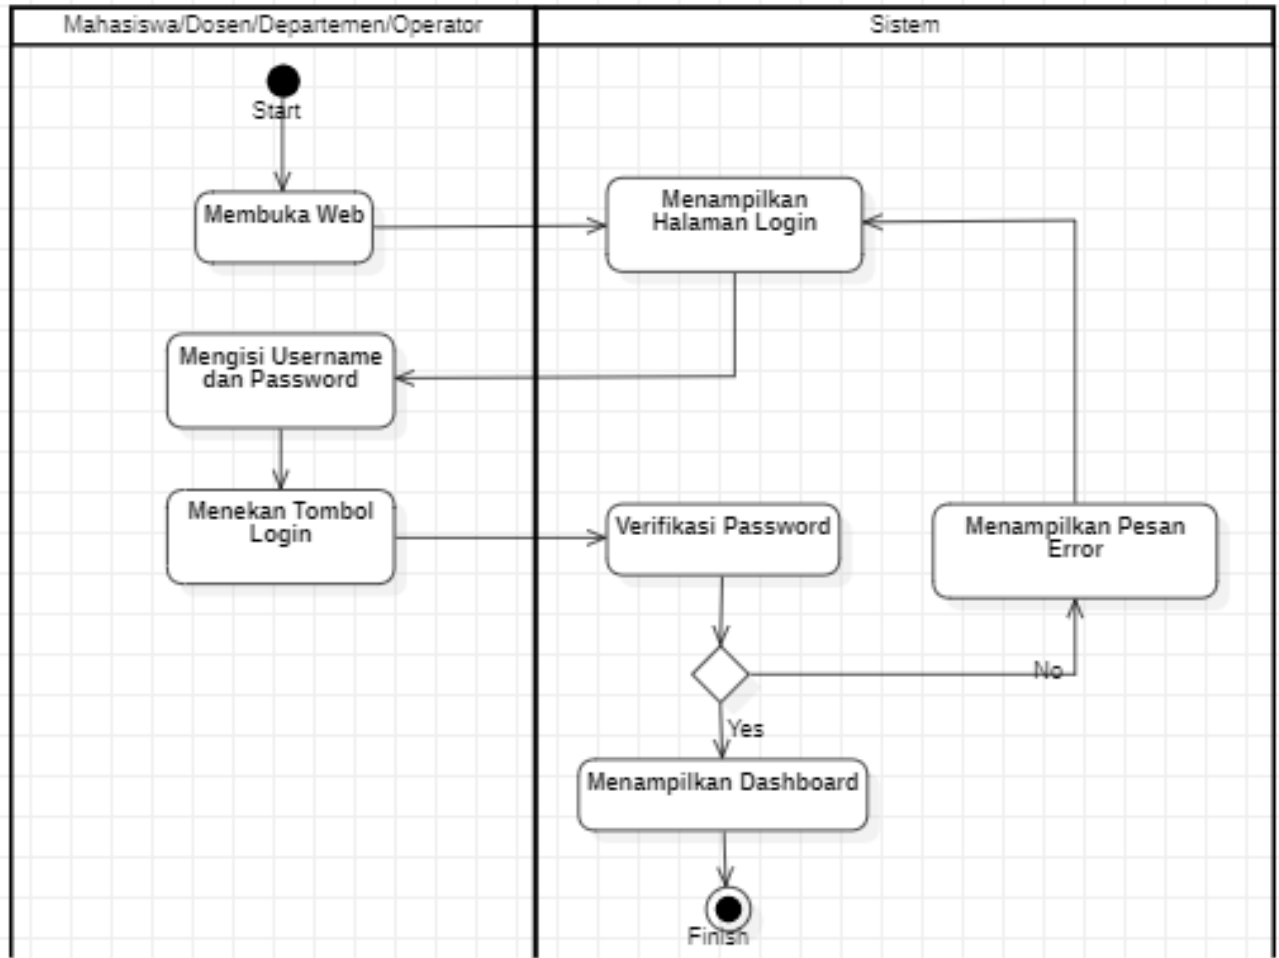 Mahasiswa/Dosen/Departemen/Operator
Sistem
Start
Membuka Web
Menampilkan
Halaman Login
Mengisi Username
dan Password
Menekan Tombol
Login
Verifikasi Password
Menampilkan Pesan
Error
No
Yes
Menampilkan Dashboard
Finish